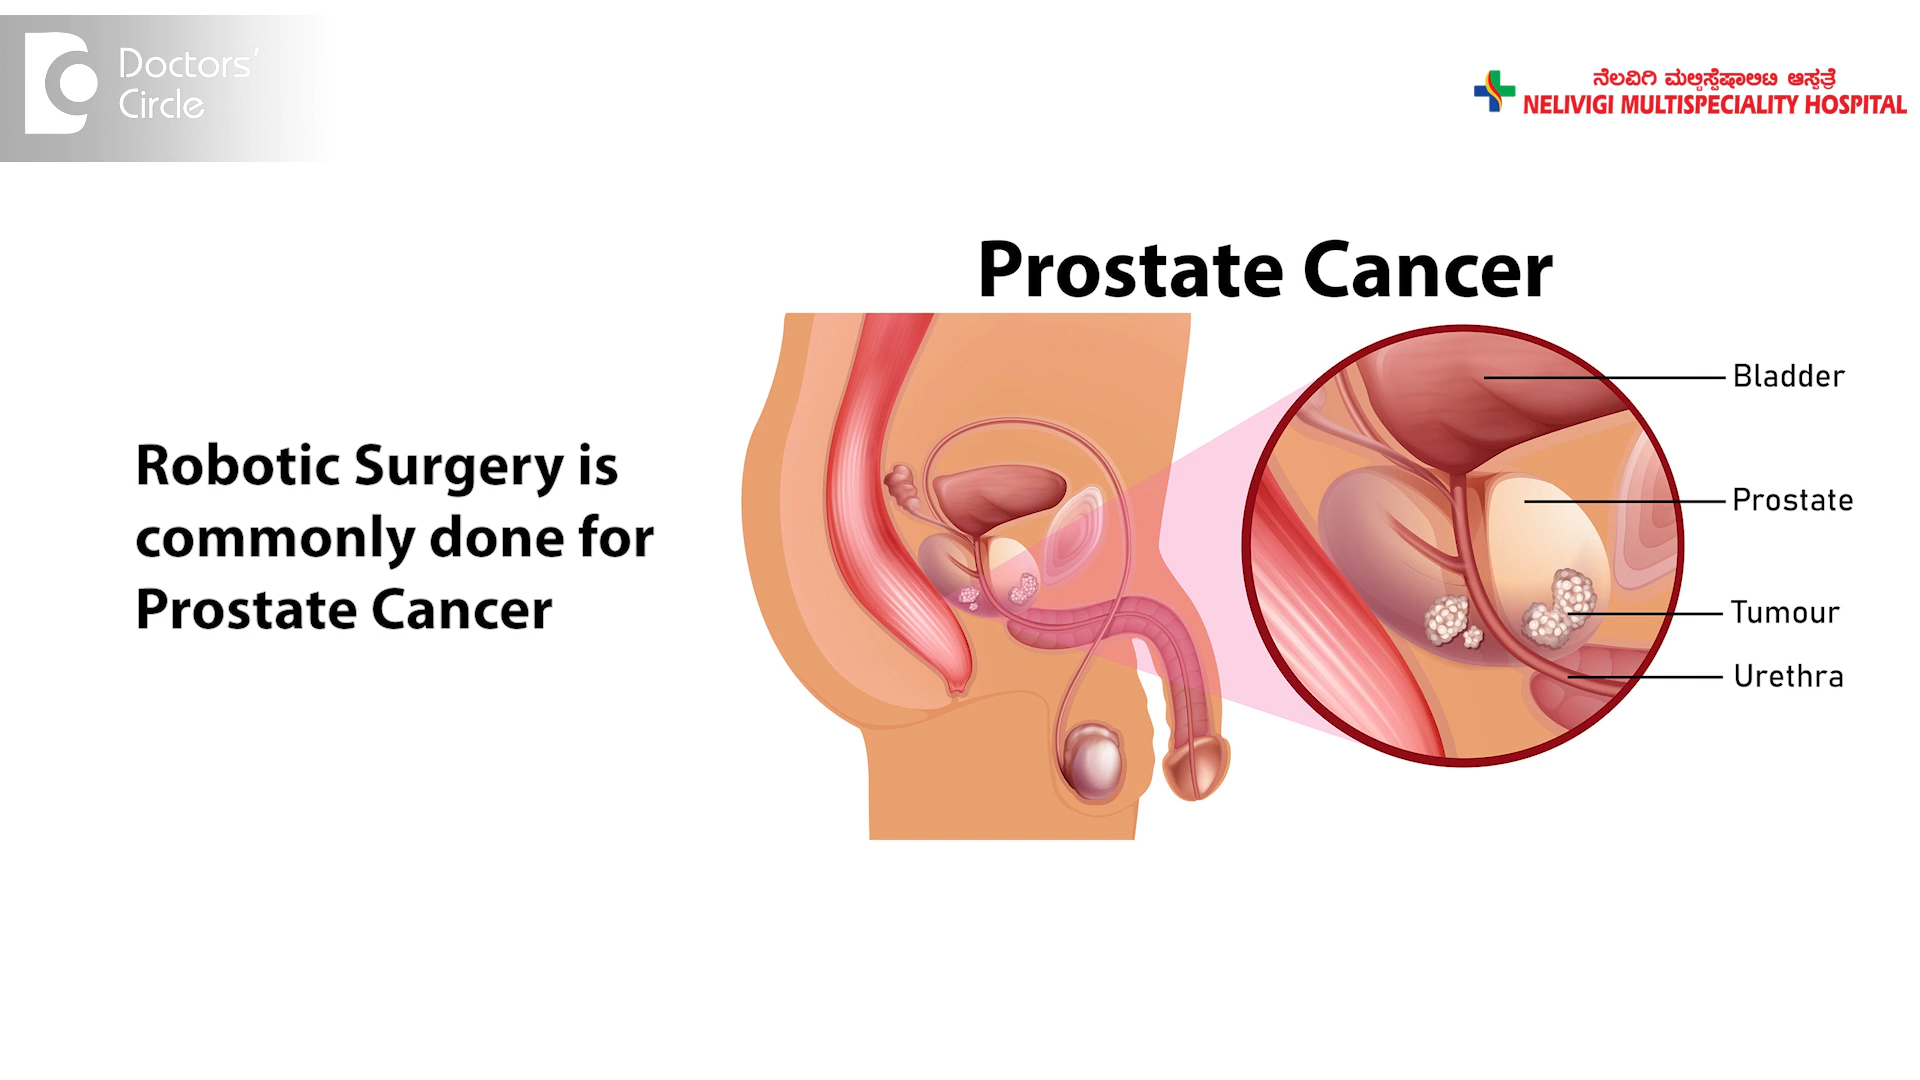 Doctors'
Circle
ನೆಲವಿಗಿ ಮಲ್ಟಿಸ್ಪೆಷಾಲಿಟಿ ಆಸ್ಪತ್ರೆ
NELIVIGI MULTISPECIALITY HOSPITAL
Prostate Cancer
Robotic Surgery is
commonly done for
Prostate Cancer
Bladder
Prostate
Tumour
Urethra